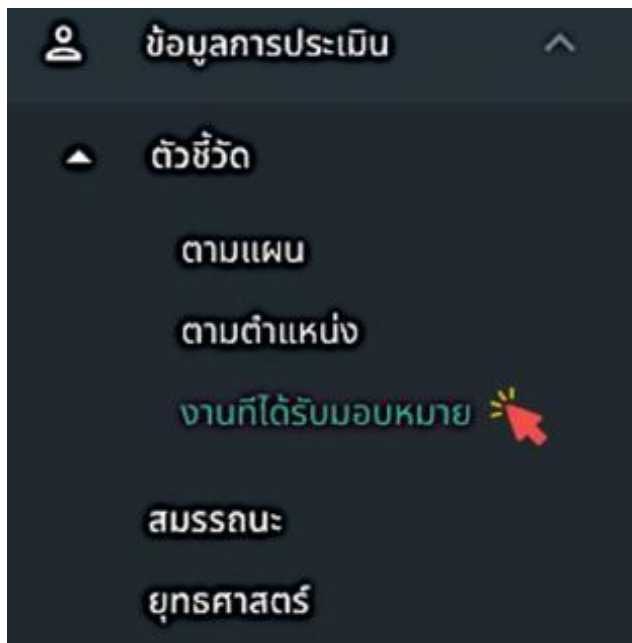 ข้อมูลการประเมิน
ตัวชี้วัด
ตามแผน
ตามตำแหน่ง
งานที่ได้รับมอบหมาย
สมรรถนะ
ยุทธศาสตร์